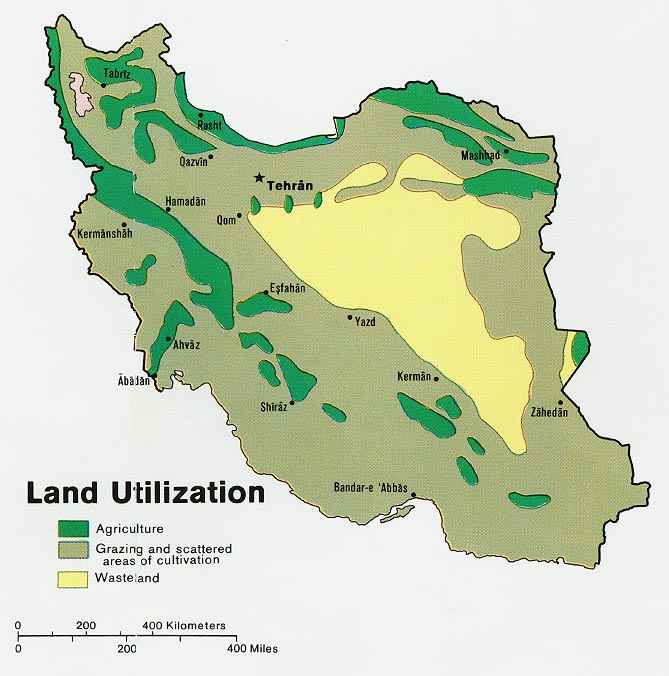 Tabrīz
Rasht
Qazvīn
Mashhad
Tehrān
Hamadān
Qom
Kermānshāh
Eşfahān
Yazd
Ahvāz
Ābādān
Kermān
Shīrāz
Zāhedān
Bandar-e 'Abbās
Land Utilization
Agriculture
Grazing and scattered
areas of cultivation
Wasteland
0 200 400 Kilometers
0 200 400 Miles